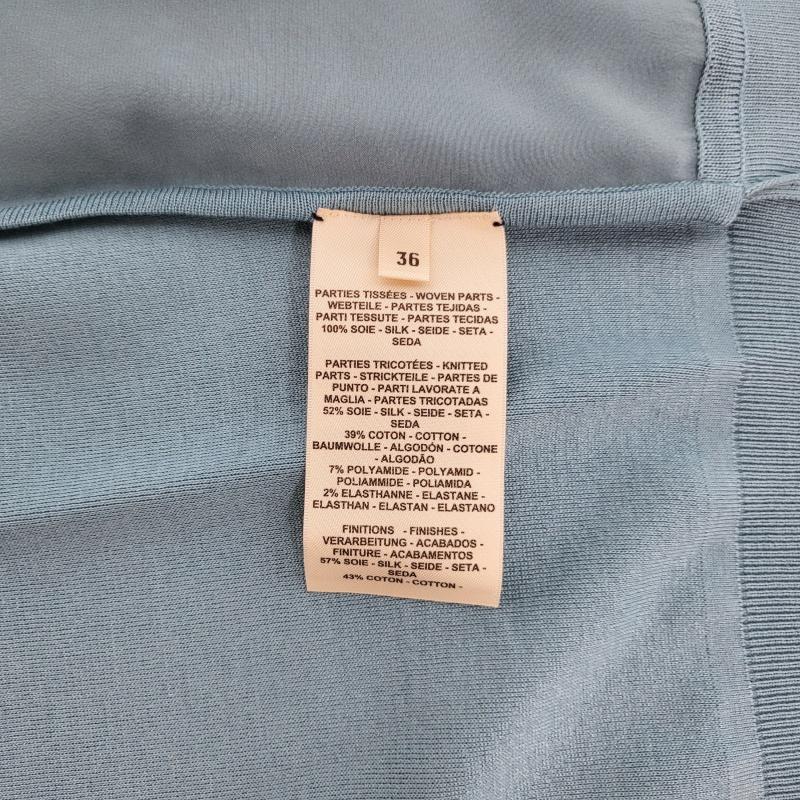 36
PARTIES TISSÉES - WOVEN PARTS -
WEBTEILE - PARTES TEJIDAS -
PARTI TESSUTE - PARTES TECIDAS
100% SOIE - SILK - SEIDE - SETA -
SEDA
PARTIES TRICOTÉES - KNITTED
PARTS - STRICKTEILE - PARTES DE
PUNTO - PARTI LAVORATE A
MAGLIA - PARTES TRICOTADAS
52% SOIE - SILK - SEIDE - SETA -
SEDA
39% COTON - COTTON -
BAUMWOLLE - ALGODÓN - COTONE
- ALGODÃO
7% POLYAMIDE - POLYAMID -
POLIAMMIDE - POLIAMIDA
2% ELASTHANNE - ELASTANE -
ELASTHAN - ELASTAN - ELASTANO
FINITIONS - FINISHES -
VERARBEITUNG - ACABADOS -
FINITURE - ACABAMENTOS
57% SOIE - SILK - SEIDE - SETA -
SEDA
43% COTON - COTTON -